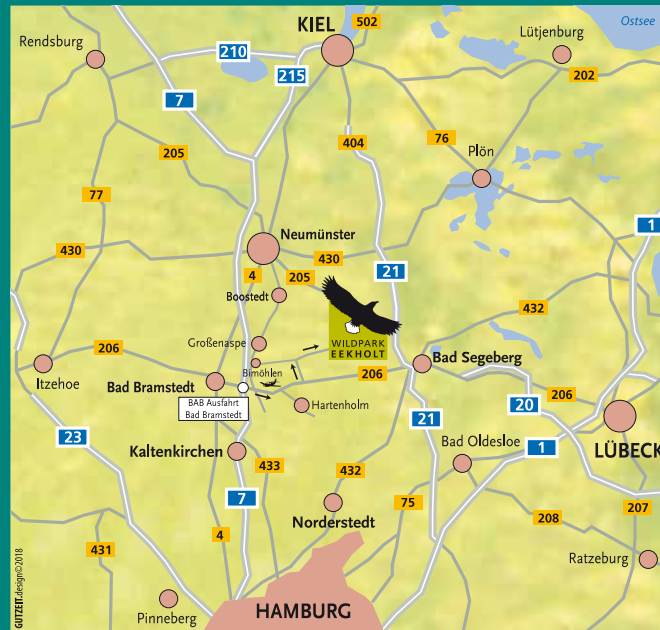 502
KIEL
Ostsee
Rendsburg
Lütjenburg
210
215
202
7
404
76
205
Plön
77
1
Neumünster
430
430
4
205
21
Boostedt
432
Großenaspe
WILDPARK
EEKHOLT
206
Bad Segeberg
Bimöhlen
206
Itzehoe
Bad Bramstedt
206
BAB Ausfahrt
Bad Bramstedt
Hartenholm
20
21
LÜBECK
23
Bad Oldesloe
1
Kaltenkirchen
433
432
7
75
207
Norderstedt
208
4
431
Ratzeburg
Pinneberg
HAMBURG
GUTZEIT.design©2018